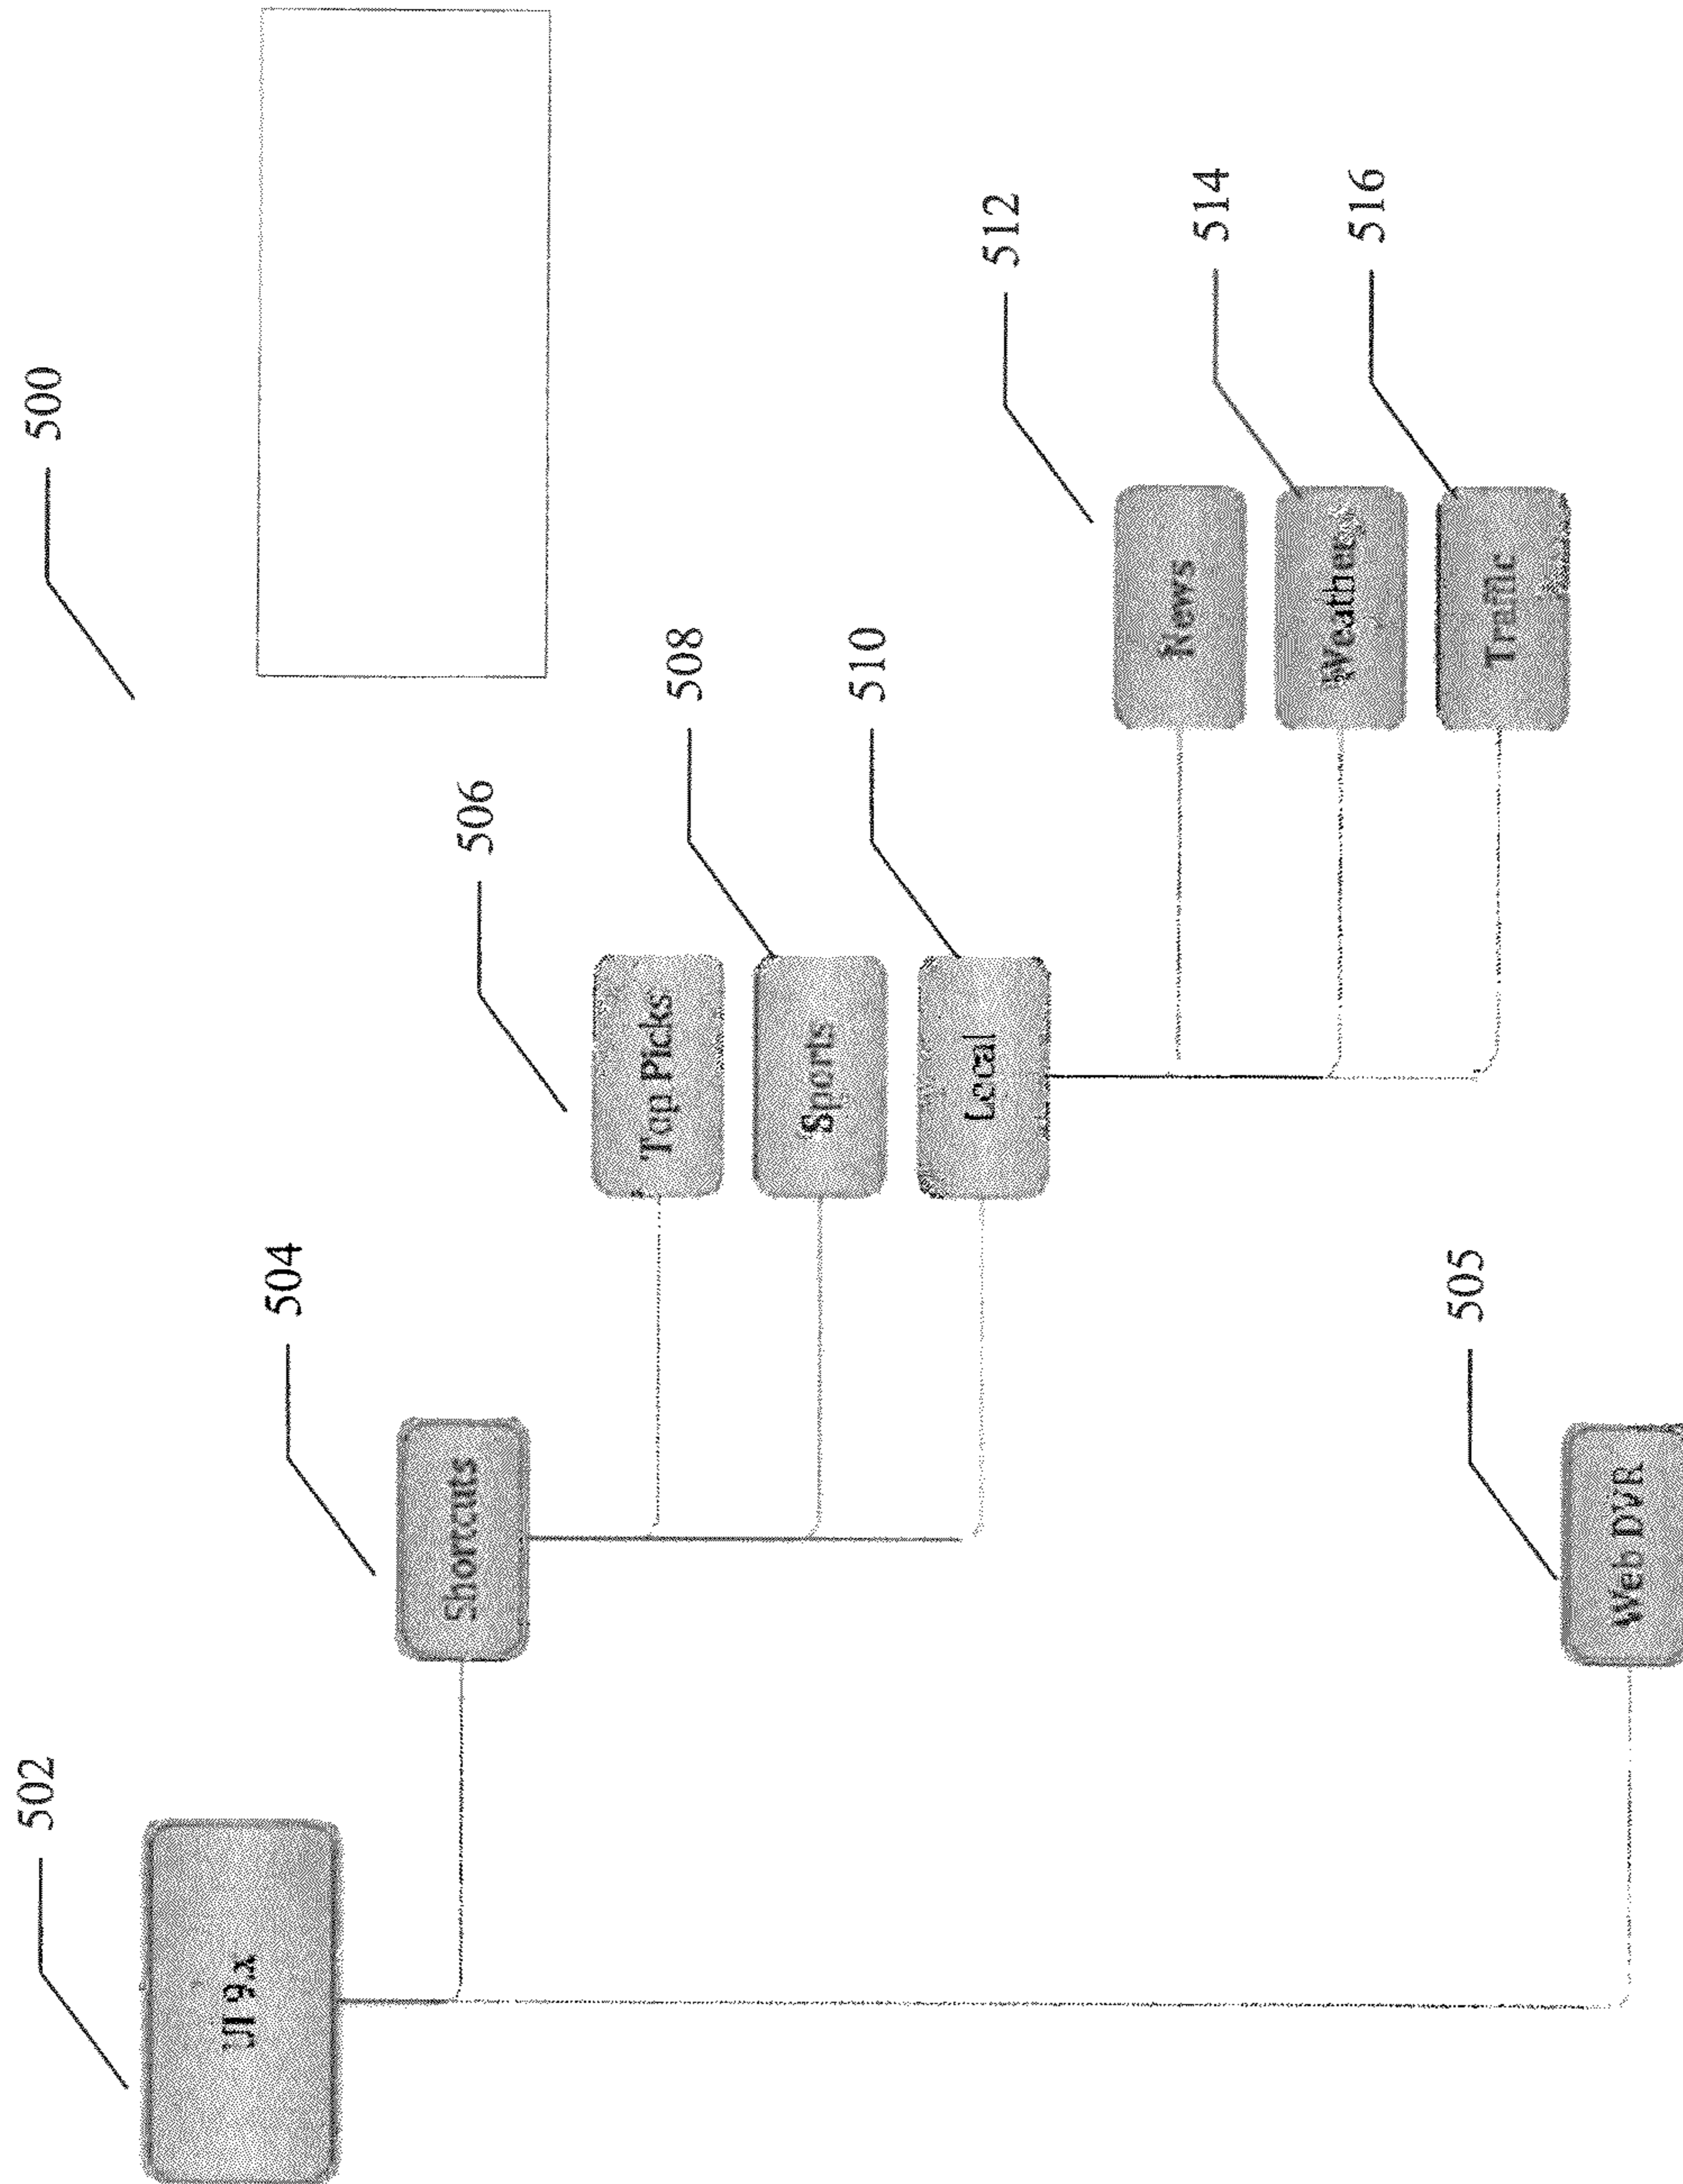 500
502
UI 9.x
504
Shortcuts
506
Top Picks
508
Sports
510
Local
512
News
514
Weather
516
Traffic
505
Web DVR